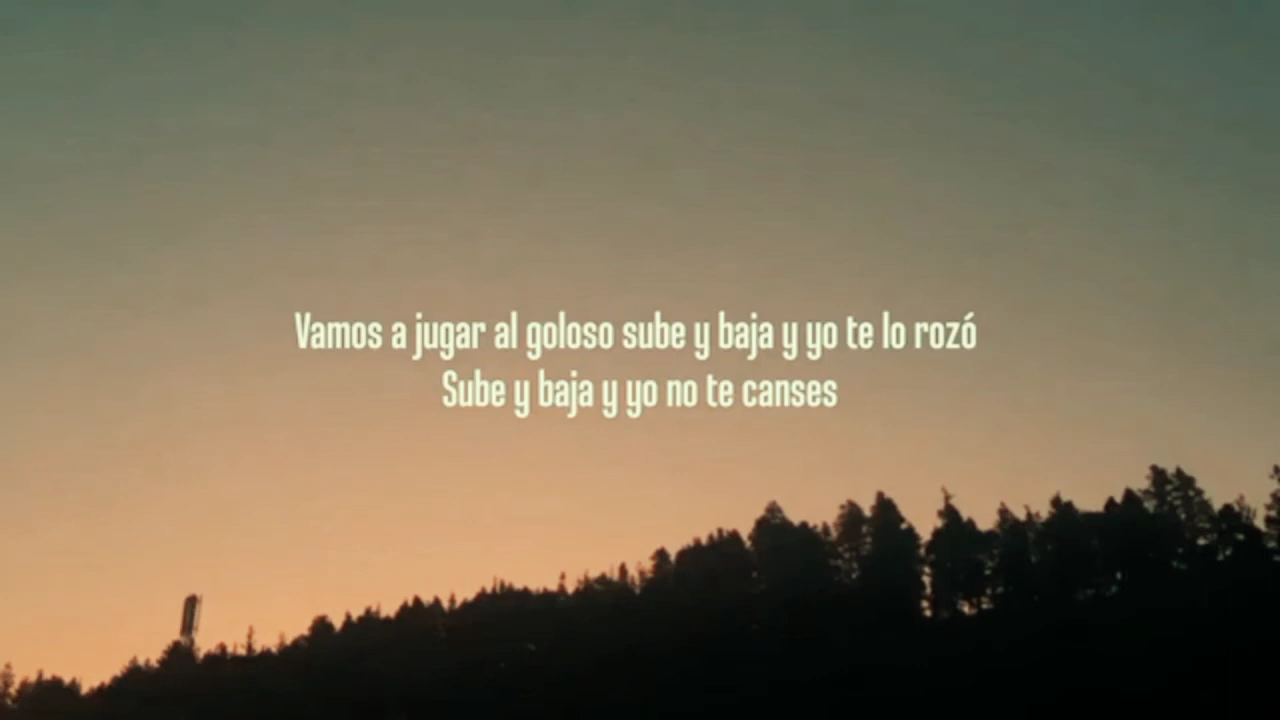 Vamos a jugar al goloso sube y baja y yo te lo rozó
Sube y baja y yo no te canses